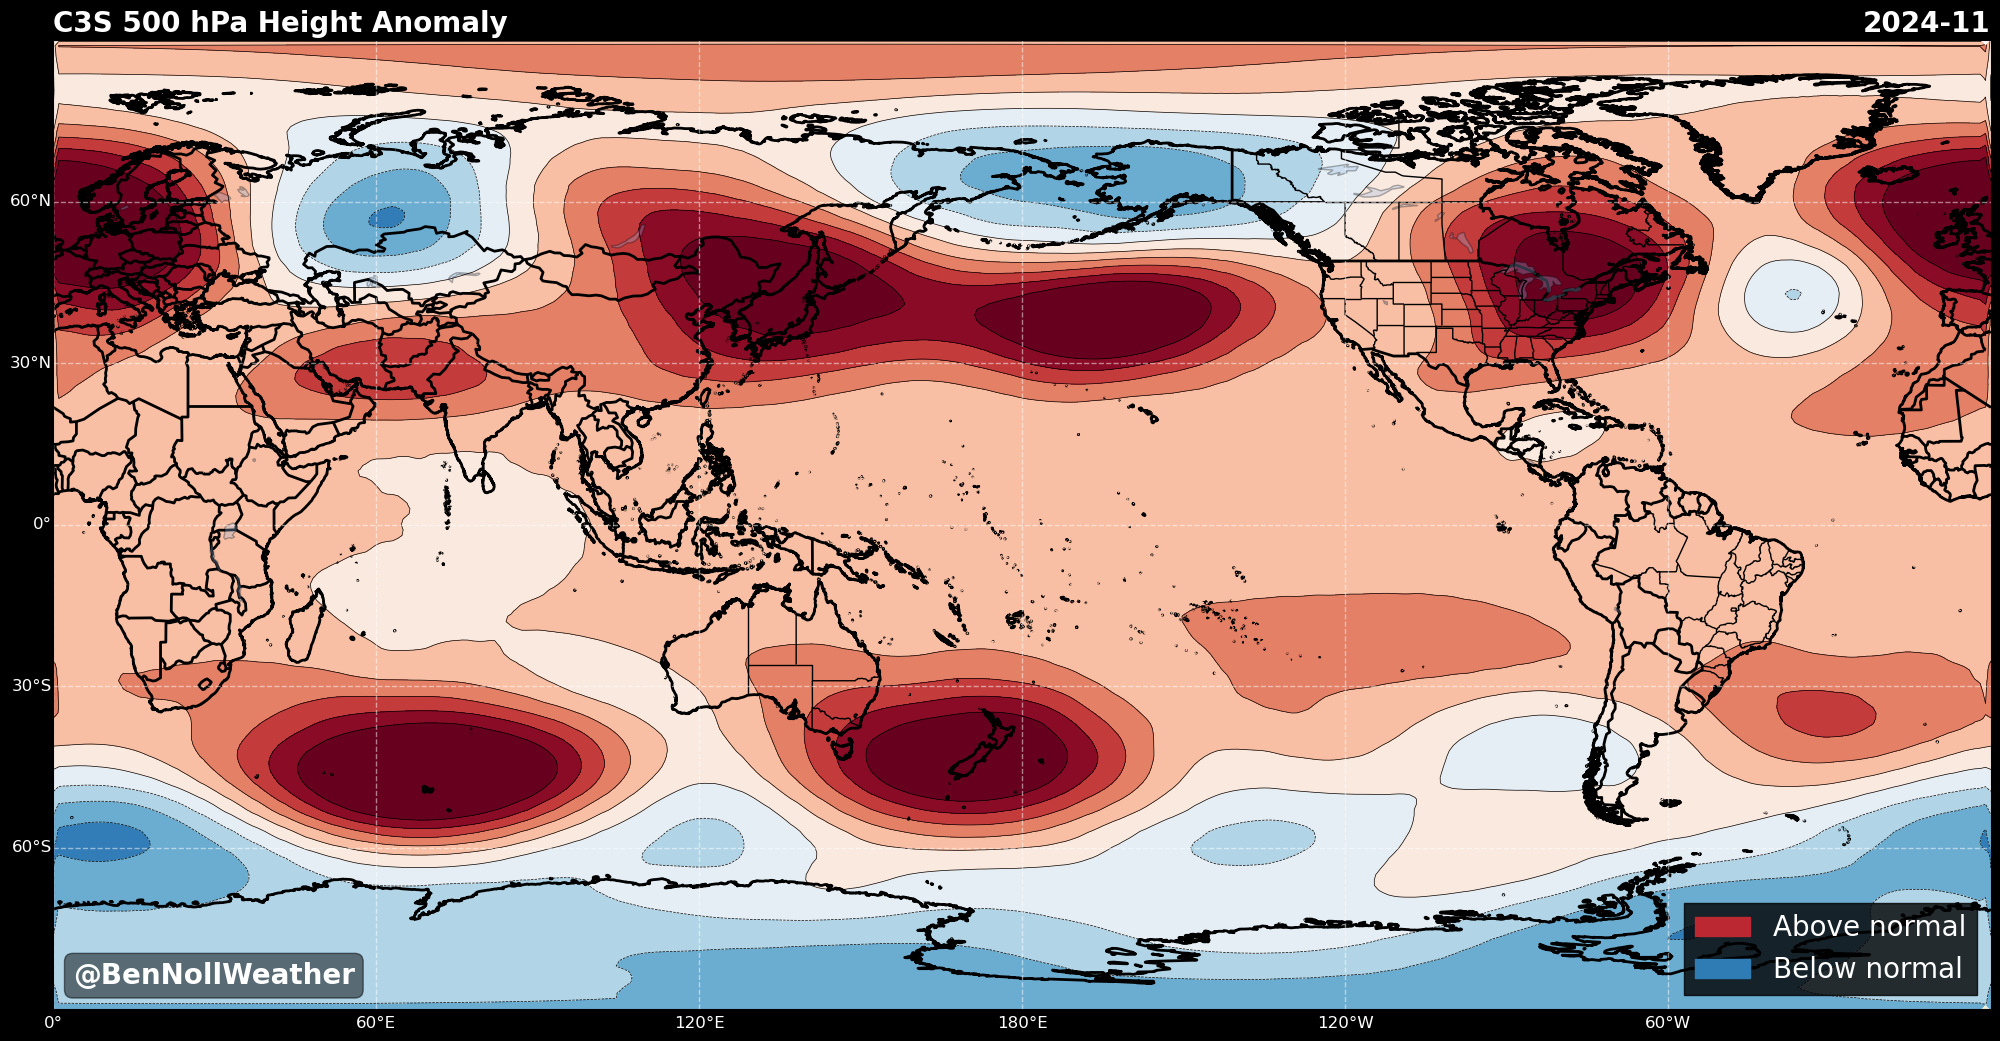 C3S 500 hPa Height Anomaly
2024-11
60°N
30°N
0°
30°S
60°S
Above normal
Below normal
@BenNollWeather
0°
60°E
120°E
180°E
120°W
60°W